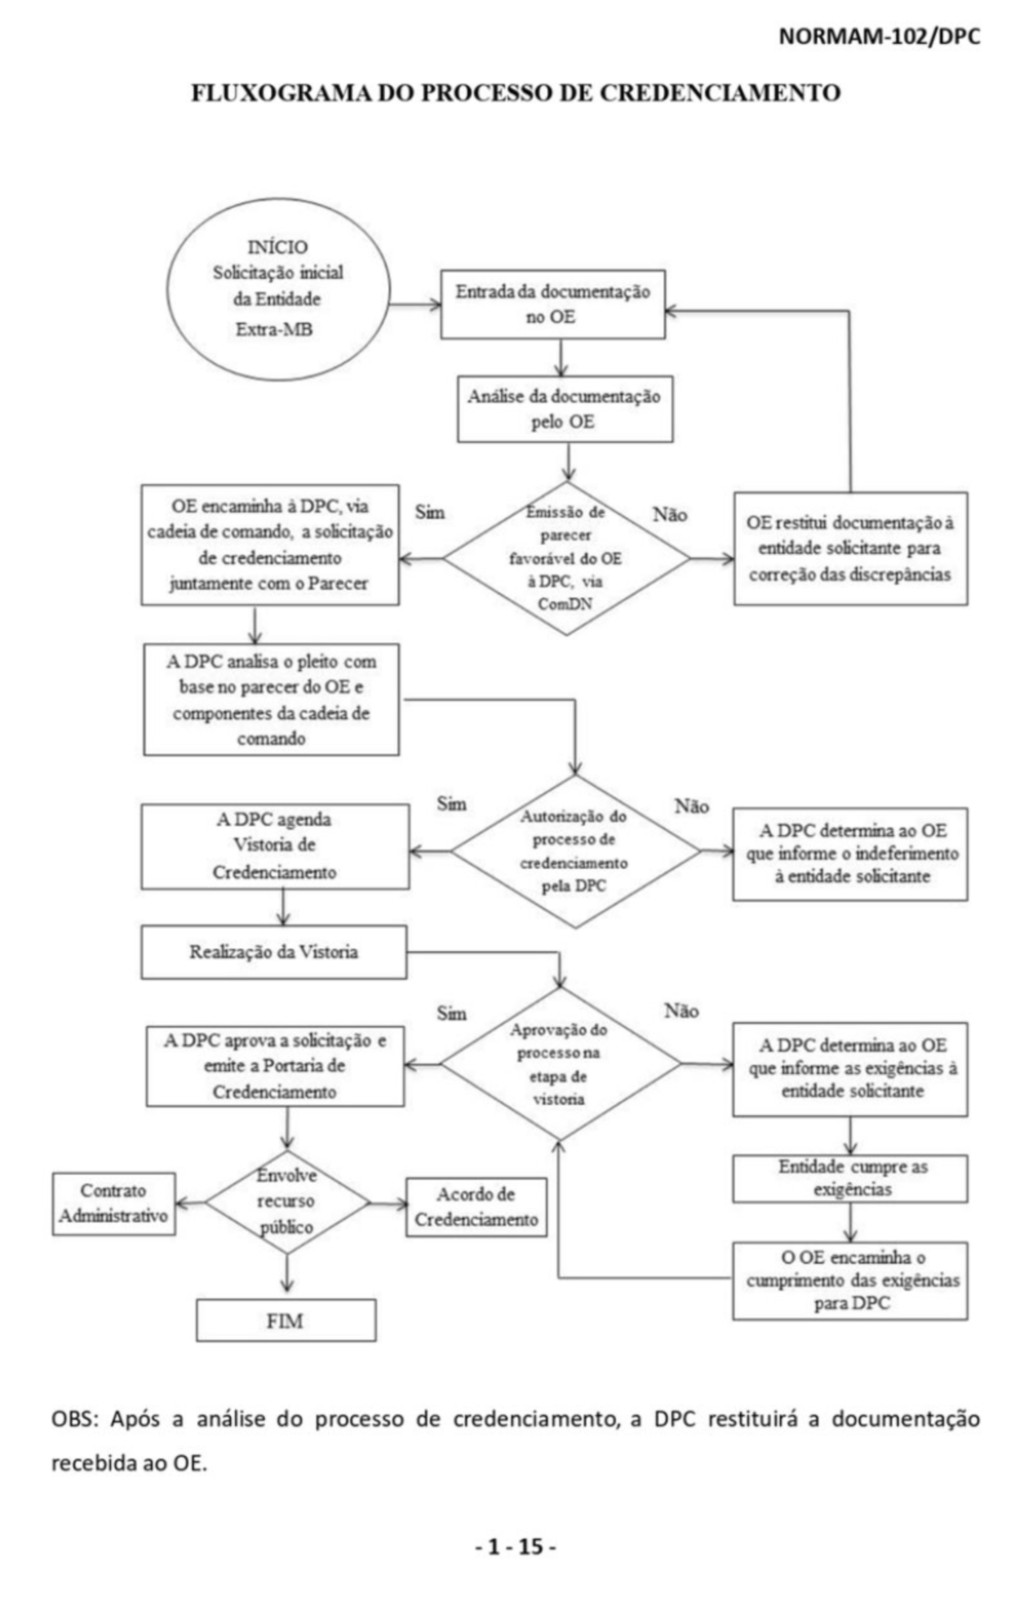 NORMAM-102/DPC
FLUXOGRAMA DO PROCESSO DE CREDENCIAMENTO
INÍCIO
Solicitação inicial
da Entidade
Extra-MB
Entrada da documentação
no OE
Análise da documentação
pelo OE
OE encaminha à DPC, via
cadeia de comando, a solicitação
de credenciamento
juntamente com o Parecer
Sim
Emissão de
parecer
favorável do OE
à DPC, via
ComDN
Não
OE restitui documentação à
entidade solicitante para
correção das discrepâncias
A DPC analisa o pleito com
base no parecer do OE e
componentes da cadeia de
comando
A DPC agenda
Vistoria de
Credenciamento
Sim
Autorização do
processo de
credenciamento
pela DPC
Não
A DPC determina ao OE
que informe o indeferimento
à entidade solicitante
Realização da Vistoria
A DPC aprova a solicitação e
emite a Portaria de
Credenciamento
Sim
Aprovação do
processo na
etapa de
vistoria
Não
A DPC determina ao OE
que informe as exigências à
entidade solicitante
Entidade cumpre as
exigências
Contrato
Administrativo
Envolve
recurso
público
Acordo de
Credenciamento
O OE encaminha o
cumprimento das exigências
para DPC
FIM
OBS: Após a análise do processo de credenciamento, a DPC restituirá a documentação
recebida ao OE.
- 1 - 15 -